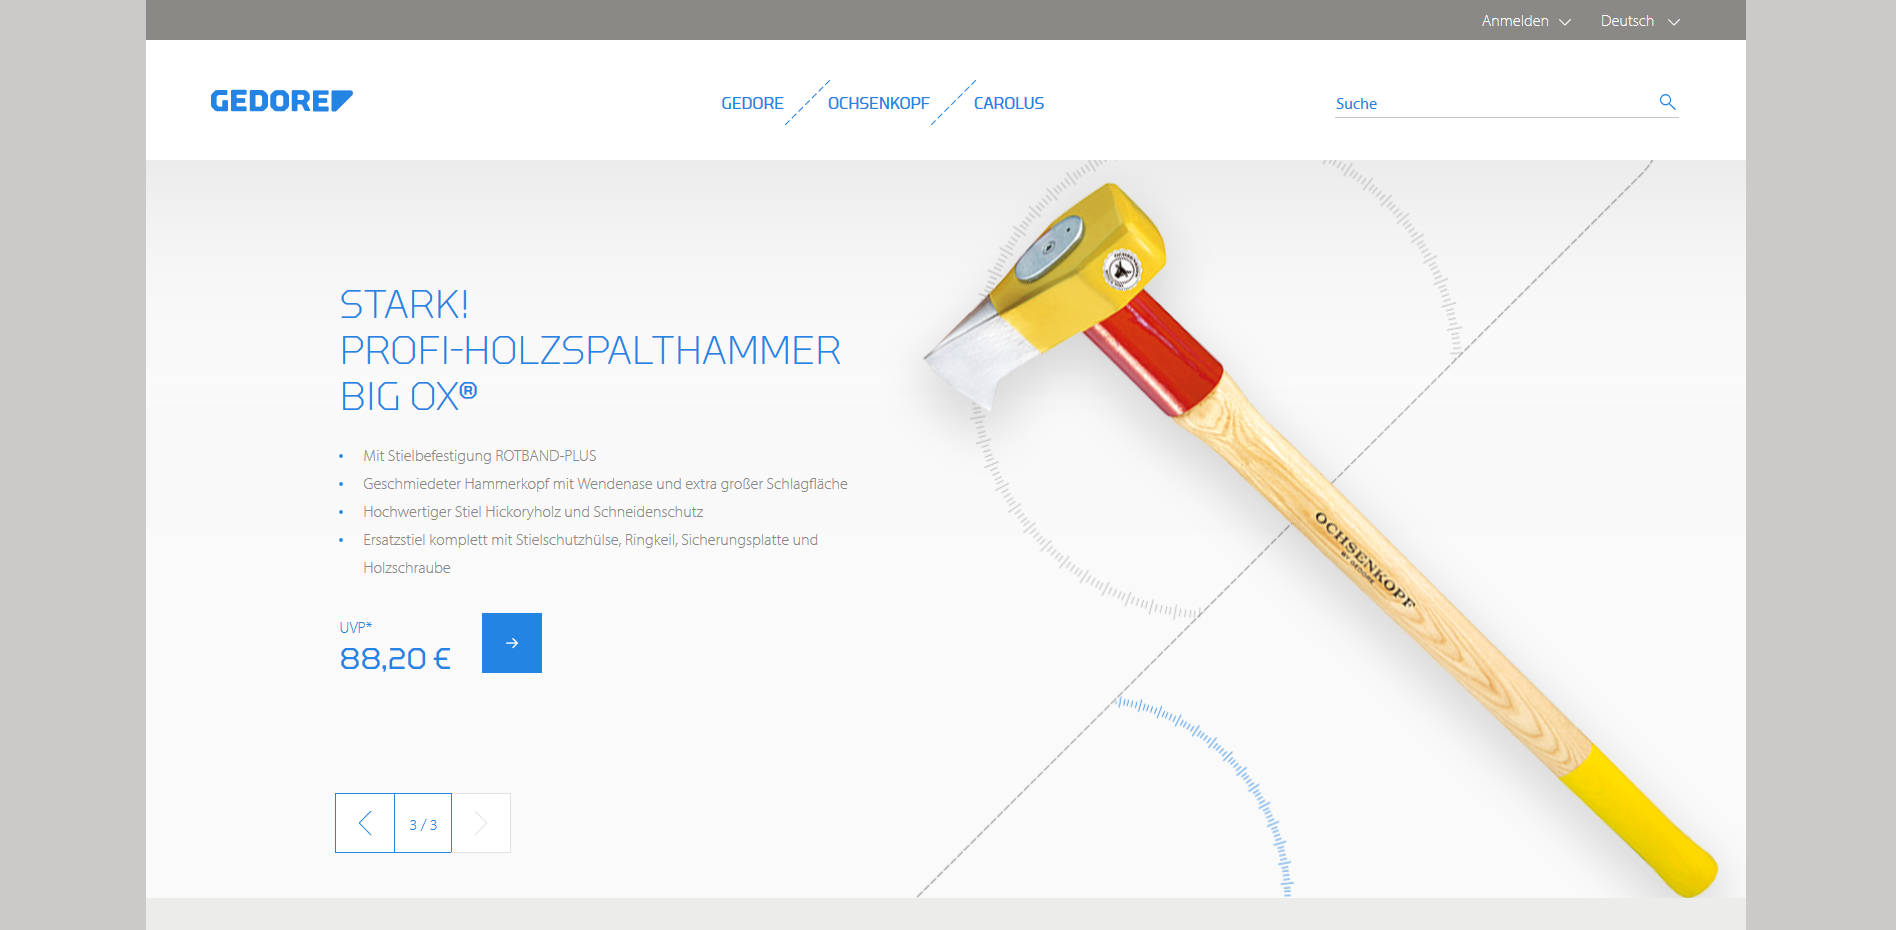 Anmelden
Deutsch
GEDORE
GEDORE
OCHSENKOPF
CAROLUS
Suche
STARK!
PROFI-HOLZSPALTHAMMER
BIG OX®
Mit Stielbefestigung ROTBAND-PLUS
Geschmiedeter Hammerkopf mit Wendenase und extra großer Schlagfläche
Hochwertiger Stiel Hickoryholz und Schneidenschutz
Ersatzstiel komplett mit Stielschutzhülse, Ringkeil, Sicherungsplatte und
Holzschraube
UVP*
88,20 €
3 / 3
OCHSENKOPF
BY GEDORE